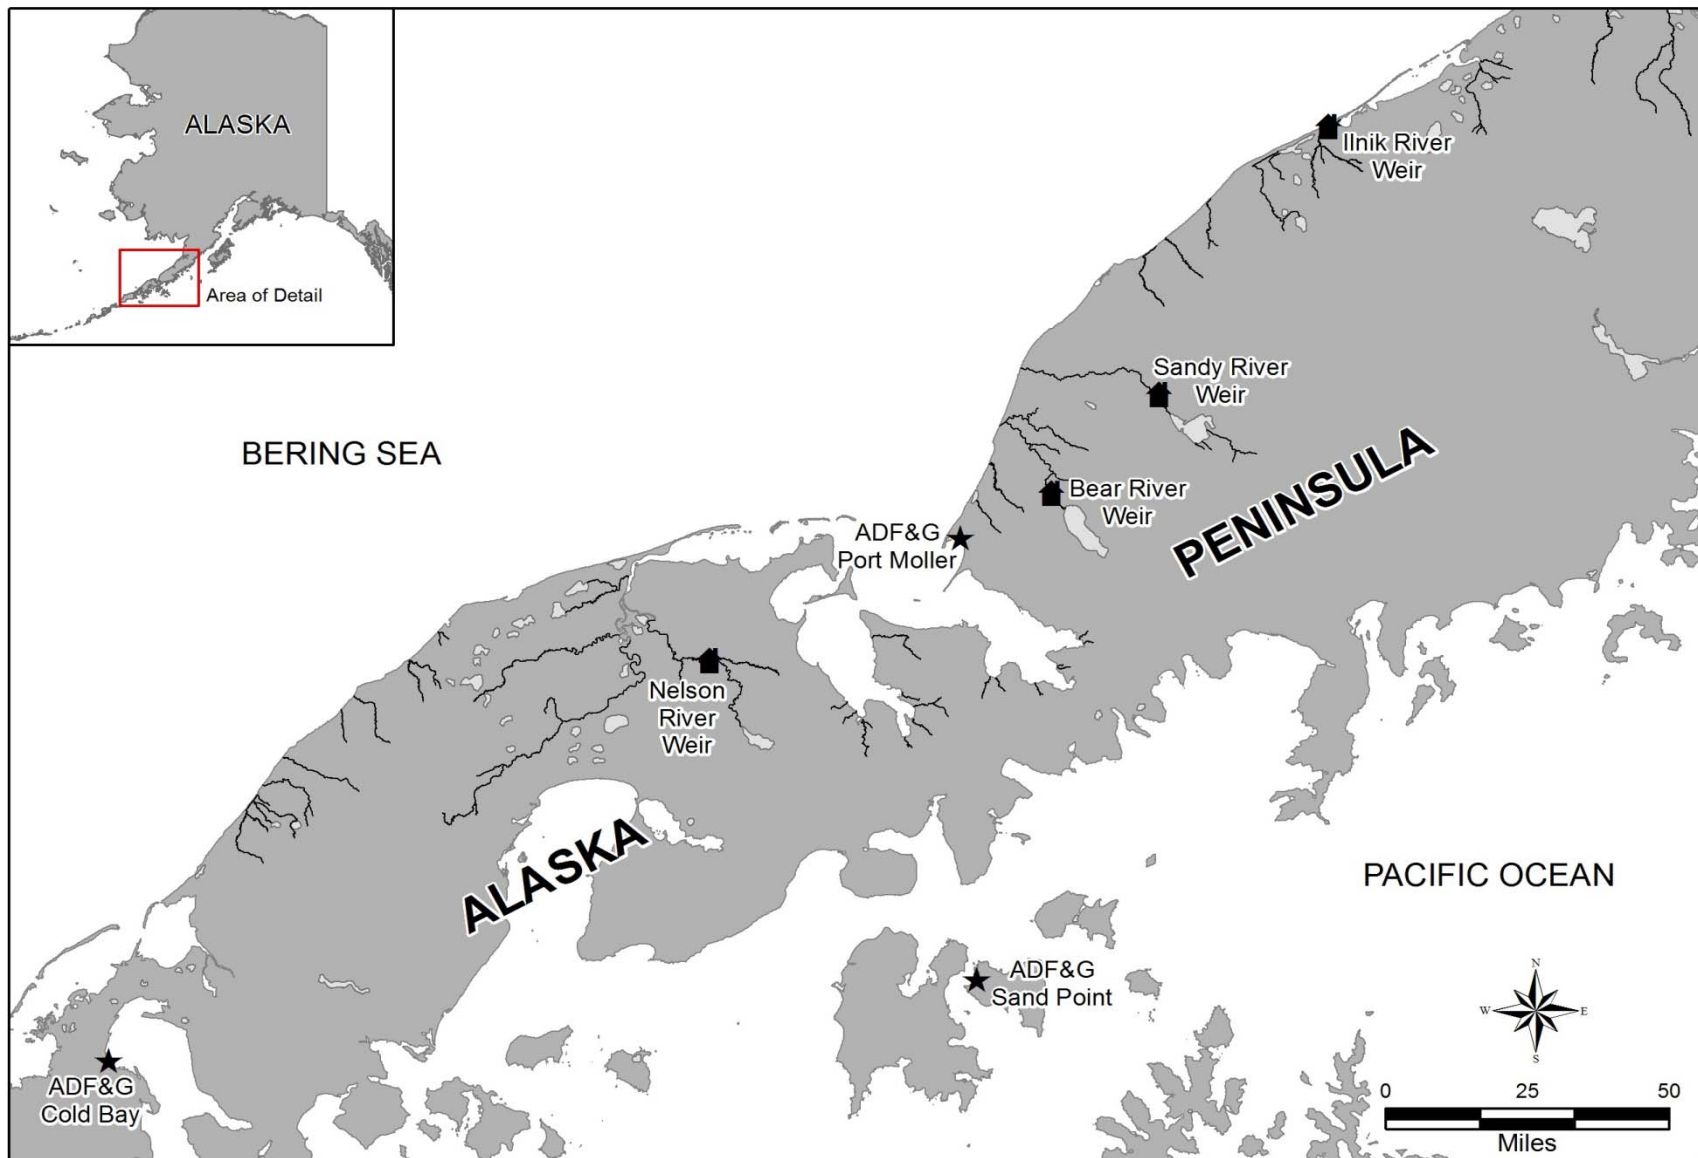 ALASKA
Area of Detail
Ilnik River
Weir
Sandy River
Weir
BERING SEA
PENINSULA
Bear River
Weir
ADF&G
Port Moller
Nelson
River
Weir
ALASKA
PACIFIC OCEAN
ADF&G
Sand Point
N
W E
S
ADF&G
Cold Bay
0 25 50
Miles